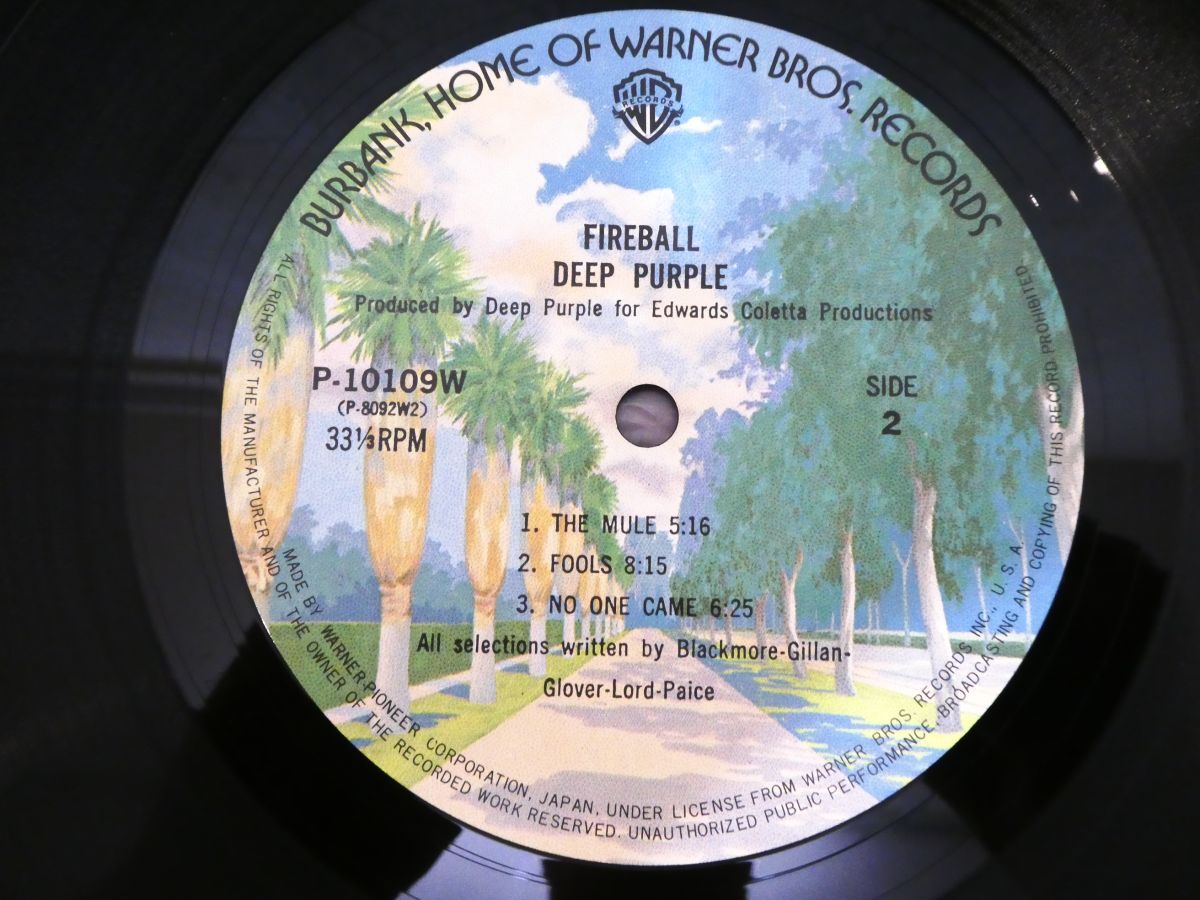 BURBANK, HOME OF WARNER BROS. RECORDS
WB RECORDS
FIREBALL
DEEP PURPLE
Produced by Deep Purple for Edwards Coletta Productions
P-10109W
(P-8092W2)
33⅓RPM
SIDE
2
1. THE MULE 5:16
2. FOOLS 8:15
3. NO ONE CAME 6:25
All selections written by Blackmore-Gillan-
Glover-Lord-Paice
MADE BY WARNER-PIONEER CORPORATION, JAPAN, UNDER LICENSE FROM WARNER BROS. RECORDS INC., U.S.A.
ALL RIGHTS OF THE MANUFACTURER AND OF THE OWNER OF THE RECORDED WORK RESERVED. UNAUTHORIZED PUBLIC PERFORMANCE, BROADCASTING AND COPYING OF THIS RECORD PROHIBITED